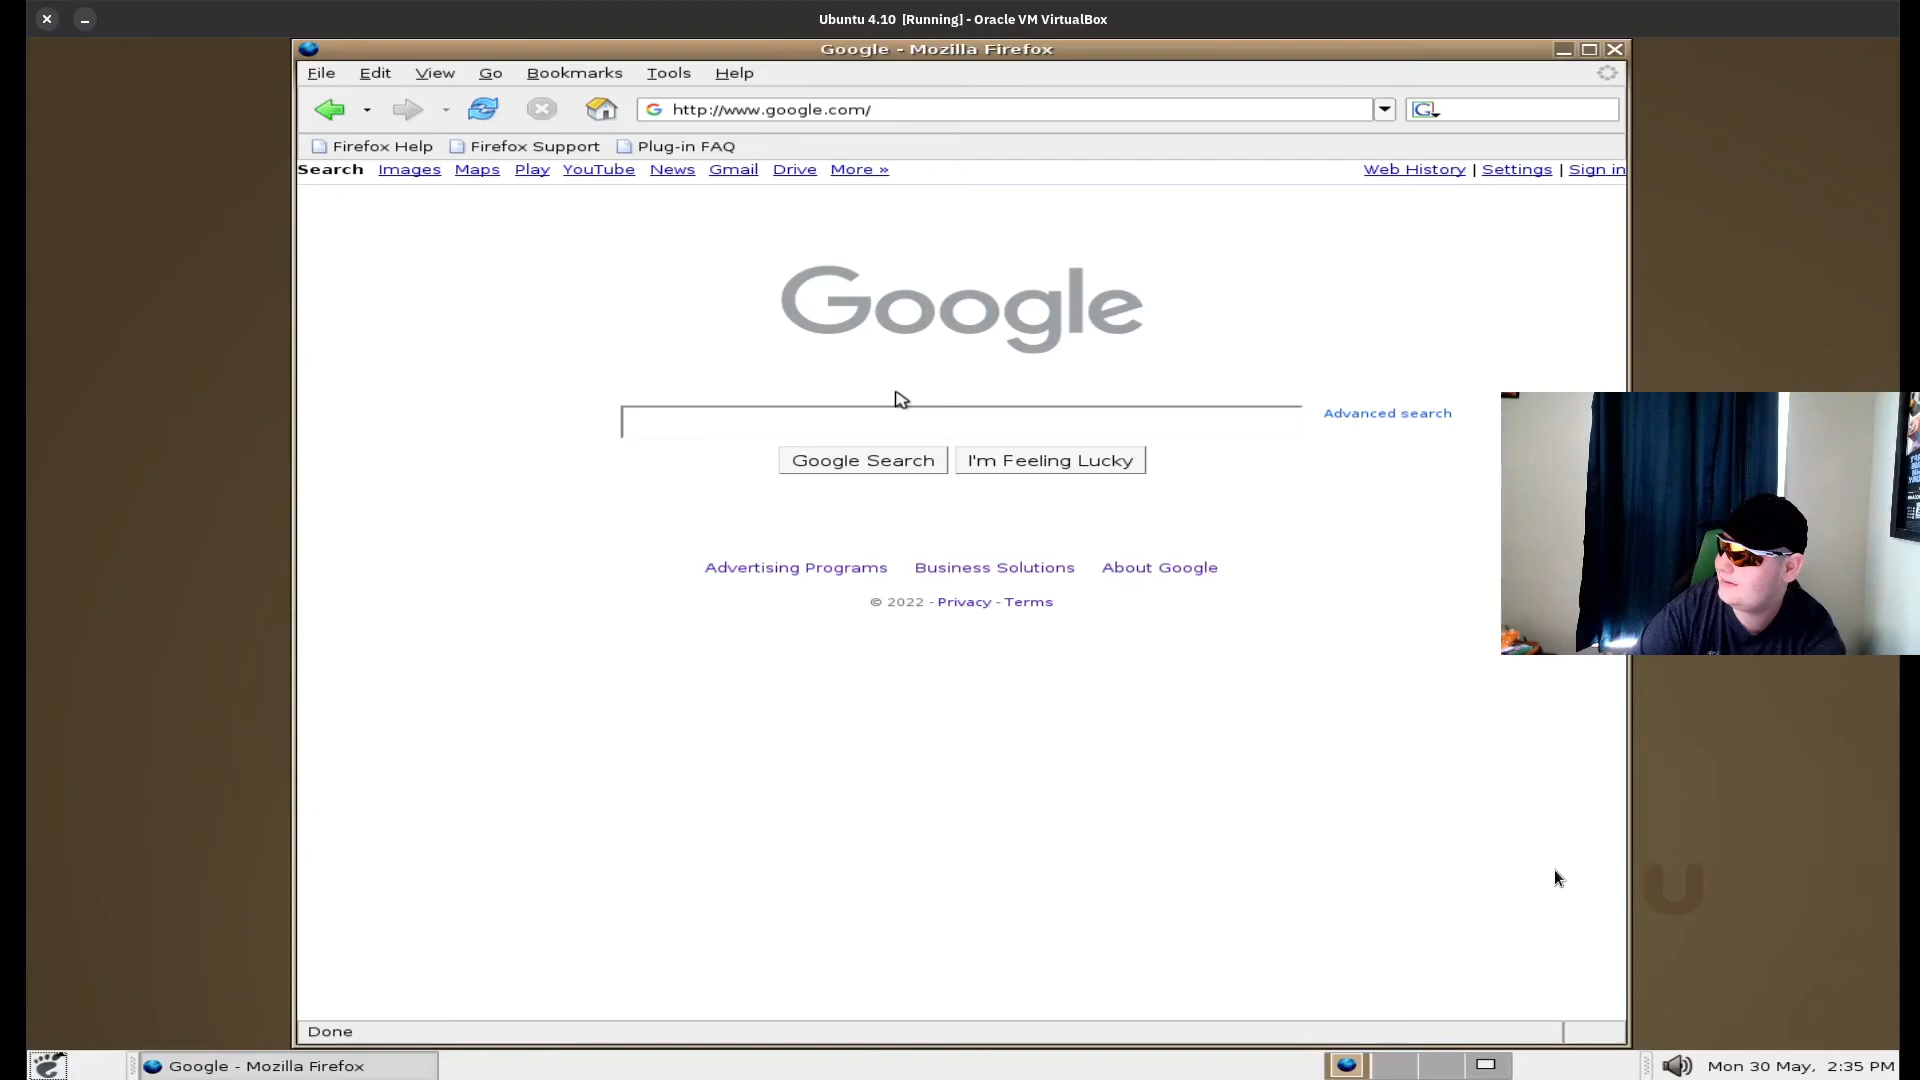 Ubuntu 4.10 [Running] - Oracle VM VirtualBox
Google - Mozilla Firefox
File Edit View Go Bookmarks Tools Help
http://www.google.com/
Firefox Help Firefox Support Plug-in FAQ
Search Images Maps Play YouTube News Gmail Drive More » Web History | Settings | Sign in
Google
Advanced search
Google Search I'm Feeling Lucky
Advertising Programs Business Solutions About Google
© 2022 - Privacy - Terms
U
Done
Google - Mozilla Firefox Mon 30 May, 2:35 PM